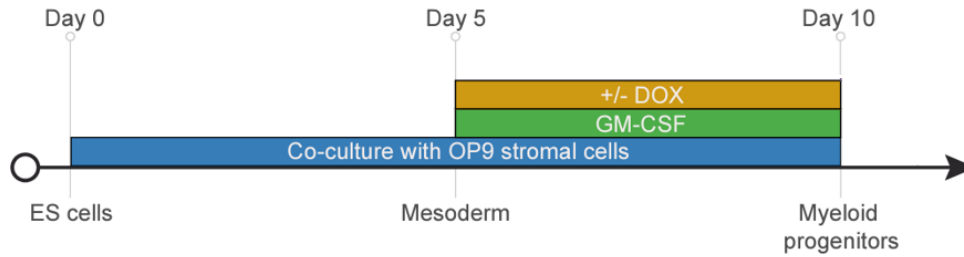 Day 0
Day 5
Day 10
+/- DOX
GM-CSF
Co-culture with OP9 stromal cells
ES cells
Mesoderm
Myeloid
progenitors